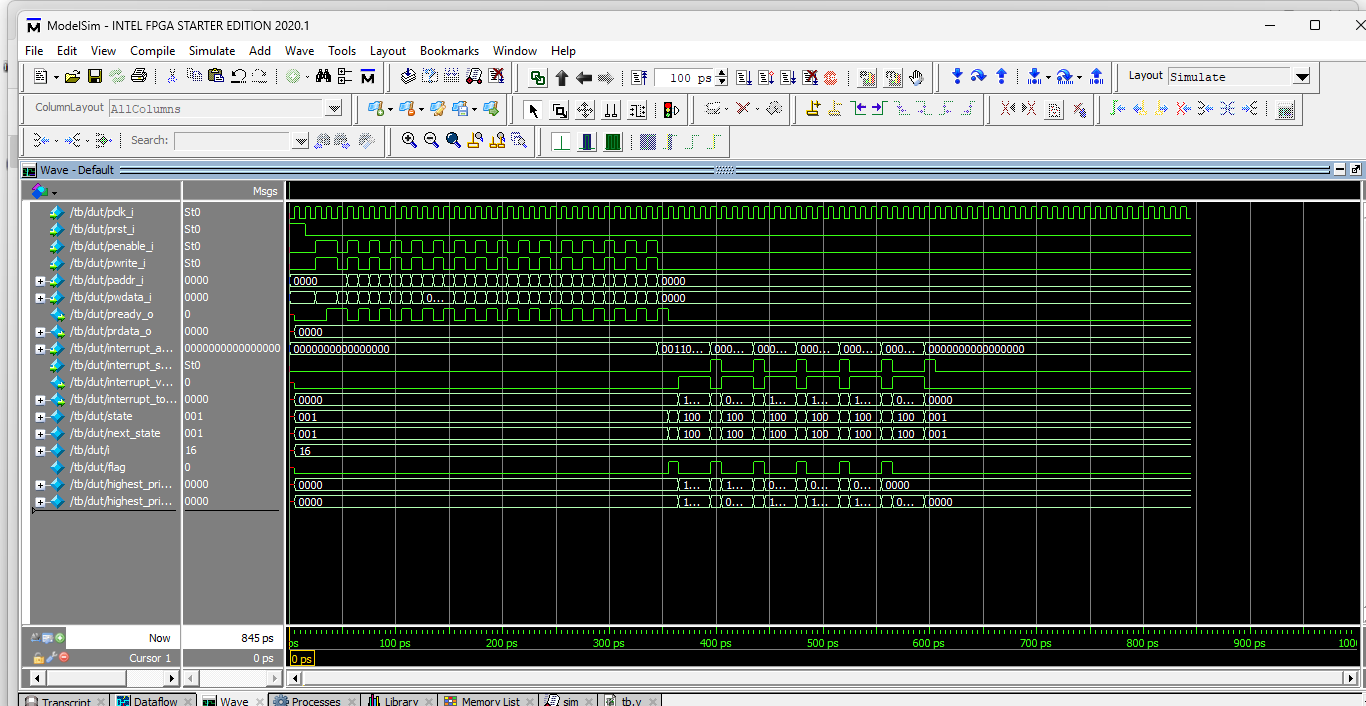 ModelSim - INTEL FPGA STARTER EDITION 2020.1
File Edit View Compile Simulate Add Wave Tools Layout Bookmarks Window Help
100 ps
Layout Simulate
ColumnLayout AllColumns
Search:
Wave - Default
Msgs
/tb/dut/pclk_i St0
/tb/dut/prst_i St0
/tb/dut/penable_i St0
/tb/dut/pwrite_i St0
/tb/dut/paddr_i 0000 0000 0000
/tb/dut/pwdata_i 0000 0... 0000
/tb/dut/pready_o 0
/tb/dut/prdata_o 0000 0000
/tb/dut/interrupt_a... 0000000000000000 0000000000000000 00110... 000... 000... 000... 000... 000... 0000000000000000
/tb/dut/interrupt_s... St0
/tb/dut/interrupt_v... 0
/tb/dut/interrupt_to... 0000 0000 1... 0... 1... 1... 1... 0... 0000
/tb/dut/state 001 001 100 100 100 100 100 100 001
/tb/dut/next_state 001 001 100 100 100 100 100 100 001
/tb/dut/i 16 16
/tb/dut/flag 0
/tb/dut/highest_pri... 0000 0000 1... 1... 0... 0... 0... 0000
/tb/dut/highest_pri... 0000 0000 1... 0... 1... 1... 1... 0... 0000
Now 845 ps
ps 100 ps 200 ps 300 ps 400 ps 500 ps 600 ps 700 ps 800 ps 900 ps 1000
Cursor 1 0 ps 0 ps
Transcript Dataflow Wave Processes Library Memory List sim tb.v